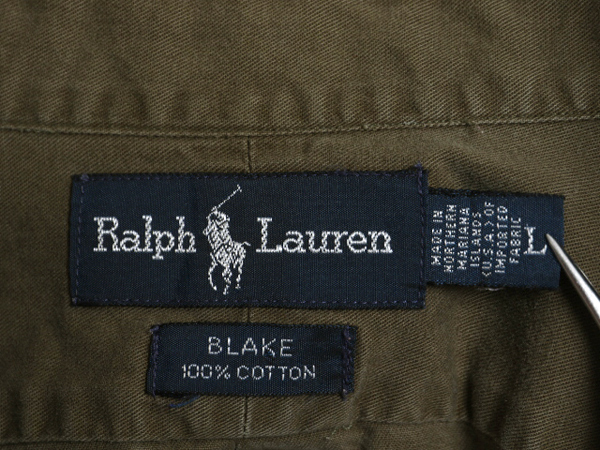 Ralph Lauren
MADE IN
NORTHERN
MARIANA
ISLANDS
(U.S.A.) OF
IMPORTED
FABRIC
L
BLAKE
100% COTTON